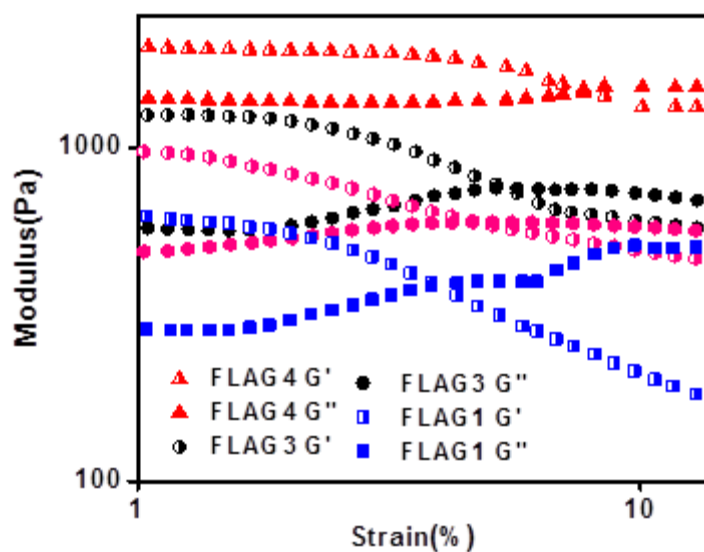 Modulus(Pa)
1000
100
FLAG4 G'
FLAG4 G"
FLAG3 G'
FLAG3 G"
FLAG1 G'
FLAG1 G"
1
10
Strain(%)